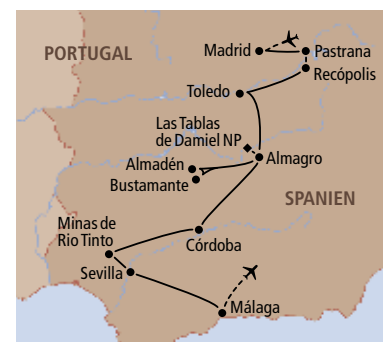 PORTUGAL
Madrid
Pastrana
Recópolis
Toledo
Las Tablas
de Damiel NP
Almagro
Almadén
Bustamante
SPANIEN
Minas de
Rio Tinto
Córdoba
Sevilla
Málaga